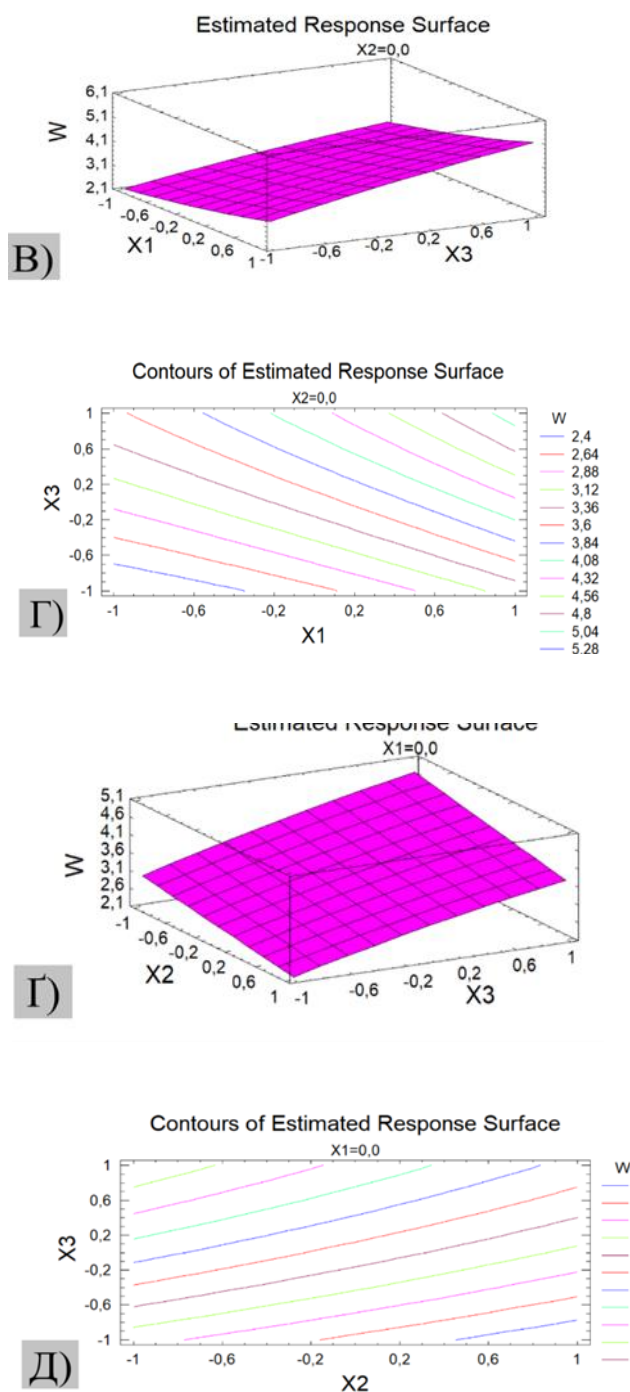 Estimated Response Surface
X2=0,0
6,1
5,1
4,1
3,1
2,1
W
-1
-0,6
-0,2
0,2
0,6
1
X1
-1
-0,6
-0,2
0,2
0,6
1
X3
В)
Contours of Estimated Response Surface
X2=0,0
1
0,6
0,2
-0,2
-0,6
-1
X3
-1 -0,6 -0,2 0,2 0,6 1
X1
W
2,4
2,64
2,88
3,12
3,36
3,6
3,84
4,08
4,32
4,56
4,8
5,04
5,28
Г)
Estimated Response Surface
X1=0,0
5,1
4,6
4,1
3,6
3,1
2,6
2,1
W
-1
-0,6
-0,2
0,2
0,6
1
X2
-1
-0,6
-0,2
0,2
0,6
1
X3
Ґ)
Contours of Estimated Response Surface
X1=0,0
W
1
0,6
0,2
-0,2
-0,6
-1
X3
-1 -0,6 -0,2 0,2 0,6 1
X2
Д)